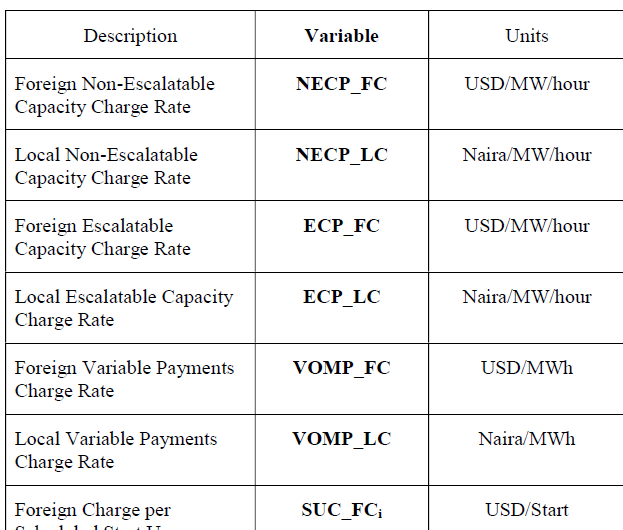 Description Variable Units
Foreign Non-Escalatable NECP_FC USD/MW/hour
Capacity Charge Rate
Local Non-Escalatable NECP_LC Naira/MW/hour
Capacity Charge Rate
Foreign Escalatable ECP_FC USD/MW/hour
Capacity Charge Rate
Local Escalatable Capacity ECP_LC Naira/MW/hour
Charge Rate
Foreign Variable Payments VOMP_FC USD/MWh
Charge Rate
Local Variable Payments VOMP_LC Naira/MWh
Charge Rate
Foreign Charge per SUC_FCi USD/Start